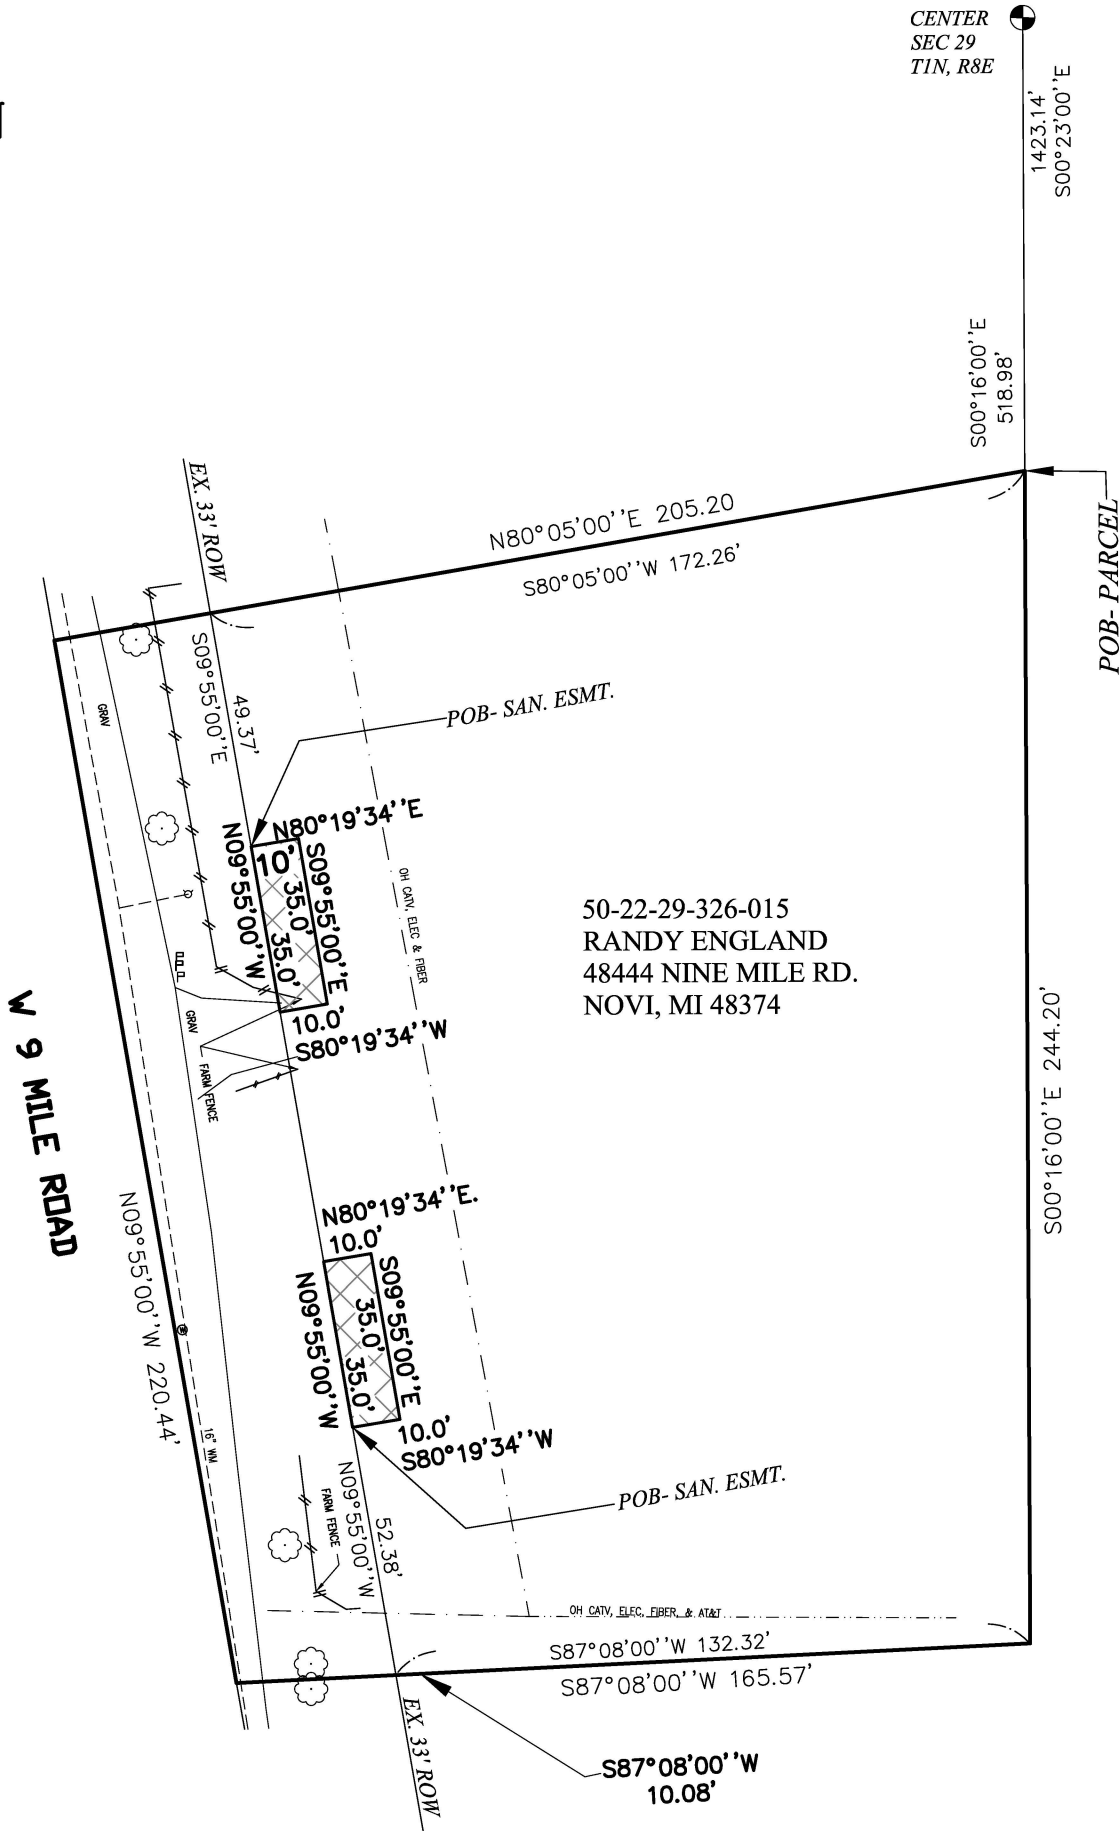 CENTER
SEC 29
T1N, R8E
1423.14'
S00°23'00''E
S00°16'00''E
518.98'
POB- PARCEL
N80°05'00''E 205.20
S80°05'00''W 172.26'
EX. 33' ROW
S09°55'00''E
49.37'
POB- SAN. ESMT.
GRAV
N80°19'34''E
10'
S09°55'00''E
35.0'
35.0'
N09°55'00''W
10.0'
S80°19'34''W
OH CATV, ELEC & FIBER
50-22-29-326-015
RANDY ENGLAND
48444 NINE MILE RD.
NOVI, MI 48374
S00°16'00''E 244.20'
GRAV
FARM FENCE
W 9 MILE ROAD
N09°55'00''W 220.44'
N80°19'34''E.
10.0'
S09°55'00''E
35.0'
35.0'
N09°55'00''W
10.0'
S80°19'34''W
16" WM
POB- SAN. ESMT.
N09°55'00''W
52.38'
FARM FENCE
OH CATV, ELEC, FIBER, & AT&T
S87°08'00''W 132.32'
S87°08'00''W 165.57'
EX. 33' ROW
S87°08'00''W
10.08'